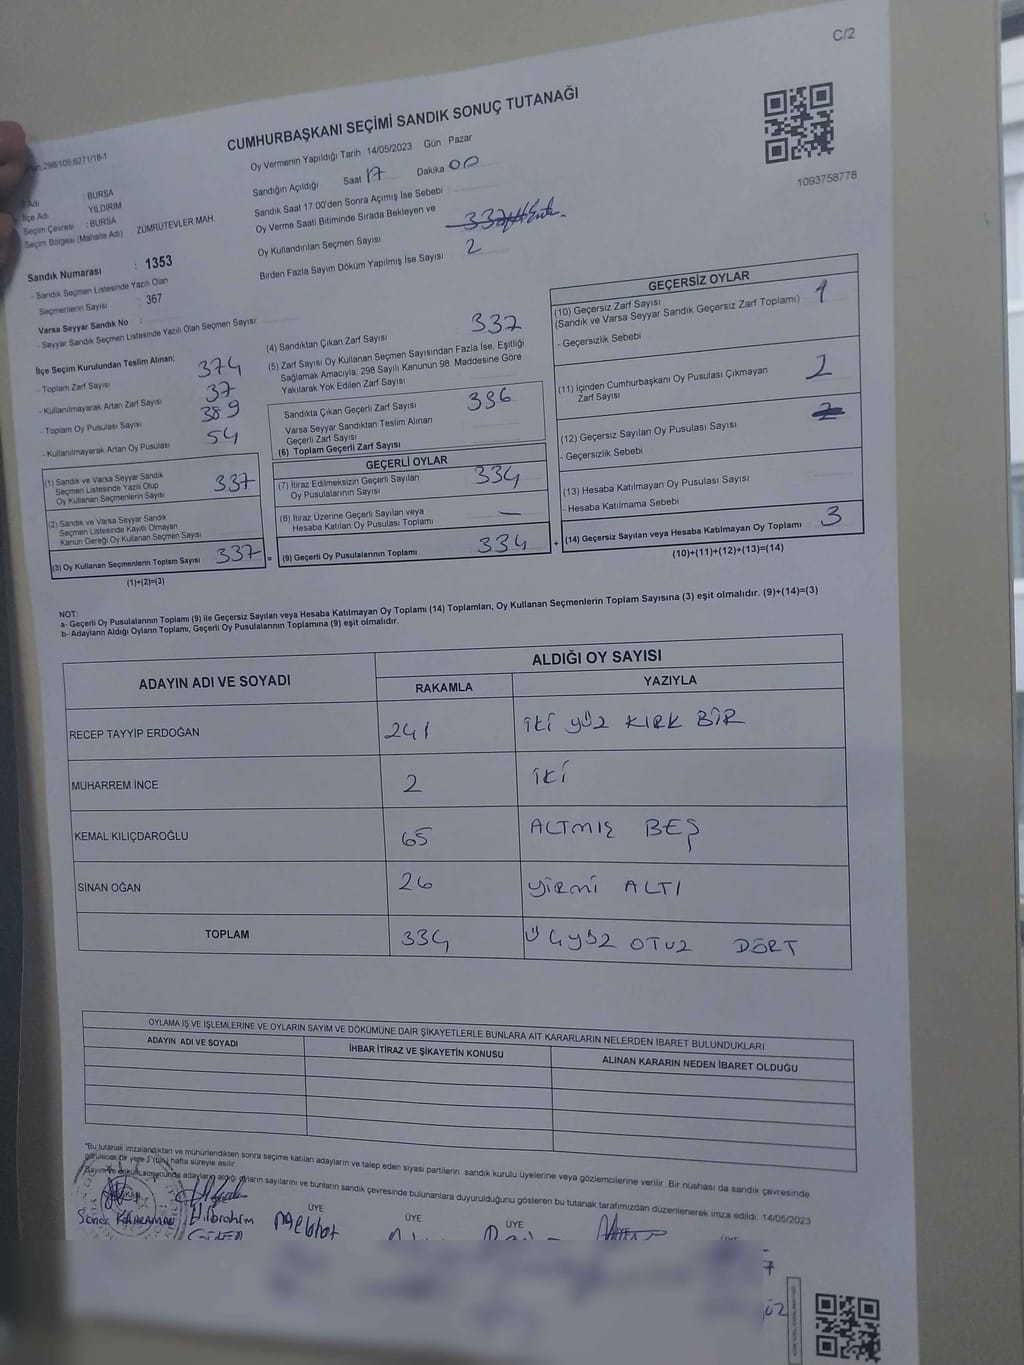 C/2
CUMHURBAŞKANI SEÇİMİ SANDIK SONUÇ TUTANAĞI
1093758778
Adı : BURSA
İlçe Adı : YILDIRIM
Seçim Çevresi : BURSA
Seçim Bölgesi (Mahalle Adı) ZÜMRÜTEVLER MAH.
Sandık Numarası : 1353
- Sandık Seçmen Listesinde Yazılı Olan
Seçmenlerin Sayısı : 367
Varsa Seyyar Sandık No :
- Seyyar Sandık Seçmen Listesinde Yazılı Olan Seçmen Sayısı
Oy Vermenin Yapıldığı Tarih : 14/05/2023 Gün : Pazar
Sandığın Açıldığı Saat 17 Dakika 00
Sandık Saat 17.00'den Sonra Açılmış İse Sebebi
Oy Verme Saati Bitiminde Sırada Bekleyen ve
Oy Kullandırılan Seçmen Sayısı
Birden Fazla Sayım Döküm Yapılmış İse Sayısı 2
İlçe Seçim Kurulundan Teslim Alınan;
- Toplam Zarf Sayısı 374
- Kullanılmayarak Artan Zarf Sayısı 37
- Toplam Oy Pusulası Sayısı 389
- Kullanılmayarak Artan Oy Pusulası 54
(1) Sandık ve Varsa Seyyar Sandık
Seçmen Listesinde Yazılı Olup
Oy Kullanan Seçmenlerin Sayısı 337
(2) Sandık ve Varsa Seyyar Sandık
Seçmen Listesinde Kayıtlı Olmayan
Kanun Gereği Oy Kullanan Seçmen Sayısı
(3) Oy Kullanan Seçmenlerin Toplam Sayısı 337 =
(1)+(2)=(3)
(4) Sandıktan Çıkan Zarf Sayısı 337
(5) Zarf Sayısı Oy Kullanan Seçmen Sayısından Fazla İse, Eşitliği
Sağlamak Amacıyla, 298 Sayılı Kanunun 98. Maddesine Göre
Yakılarak Yok Edilen Zarf Sayısı
Sandıkta Çıkan Geçerli Zarf Sayısı 336
Varsa Seyyar Sandıktan Teslim Alınan
Geçerli Zarf Sayısı
(6) Toplam Geçerli Zarf Sayısı
GEÇERLİ OYLAR
(7) İtiraz Edilmeksizin Geçerli Sayılan
Oy Pusulalarının Sayısı 334
(8) İtiraz Üzerine Geçerli Sayılan veya
Hesaba Katılan Oy Pusulası Toplamı —
(9) Geçerli Oy Pusulalarının Toplamı 334 +
GEÇERSİZ OYLAR
(10) Geçersiz Zarf Sayısı 1
(Sandık ve Varsa Seyyar Sandık Geçersiz Zarf Toplamı)
- Geçersizlik Sebebi
(11) İçinden Cumhurbaşkanı Oy Pusulası Çıkmayan
Zarf Sayısı 2
(12) Geçersiz Sayılan Oy Pusulası Sayısı
- Geçersizlik Sebebi
(13) Hesaba Katılmayan Oy Pusulası Sayısı
- Hesaba Katılmama Sebebi
(14) Geçersiz Sayılan veya Hesaba Katılmayan Oy Toplamı 3
(10)+(11)+(12)+(13)=(14)
NOT:
a- Geçerli Oy Pusulalarının Toplamı (9) ile Geçersiz Sayılan veya Hesaba Katılmayan Oy Toplamı (14) Toplamları, Oy Kullanan Seçmenlerin Toplam Sayısına (3) eşit olmalıdır. (9)+(14)=(3)
b- Adayların Aldığı Oyların Toplamı, Geçerli Oy Pusulalarının Toplamına (9) eşit olmalıdır.
ADAYIN ADI VE SOYADI ALDIĞI OY SAYISI
RAKAMLA YAZIYLA
RECEP TAYYİP ERDOĞAN 241 İKİ YÜZ KIRK BİR
MUHARREM İNCE 2 İKİ
KEMAL KILIÇDAROĞLU 65 ALTMIŞ BEŞ
SİNAN OĞAN 26 YİRMİ ALTI
TOPLAM 334 ÜÇYÜZ OTUZ DÖRT
OYLAMA İŞ VE İŞLEMLERİNE VE OYLARIN SAYIM VE DÖKÜMÜNE DAİR ŞİKAYETLERLE BUNLARA AİT KARARLARIN NELERDEN İBARET BULUNDUKLARI
ADAYIN ADI VE SOYADI İHBAR İTİRAZ VE ŞİKAYETİN KONUSU ALINAN KARARIN NEDEN İBARET OLDUĞU
*Bu tutanak imzalandıktan ve mühürlendikten sonra seçime katılan adayların ve talep eden siyasi partilerin sandık kurulu üyelerine veya gözlemcilerine verilir. Bir nüshası da sandık çevresinde
görülecek bir yere 1 (bir) hafta süreyle asılır.
Sayım ve döküm sonucunda adayların aldığı oyların sayılarını ve bunların sandık çevresinde bulunanlara duyurulduğunu gösteren bu tutanak tarafımızdan düzenlenerek imza edildi. 14/05/2023
ÜYE ÜYE ÜYE
Soner KARAMAN H.İbrahim